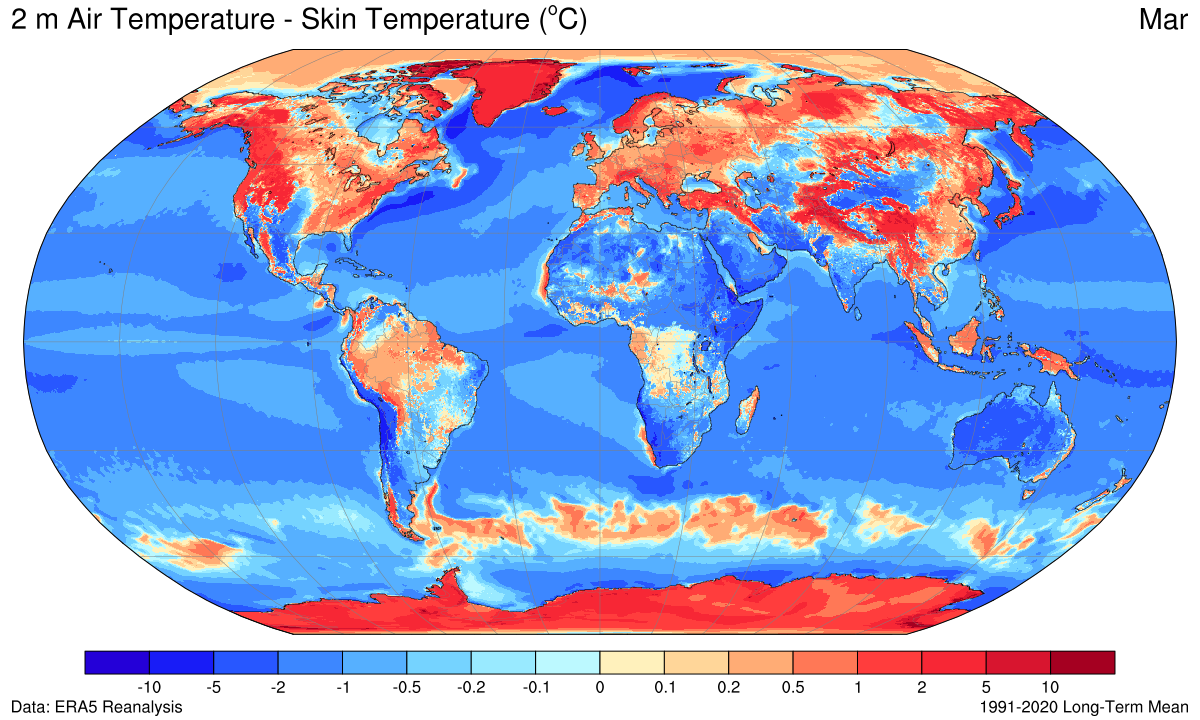 2 m Air Temperature - Skin Temperature (°C)
Mar
-10 -5 -2 -1 -0.5 -0.2 -0.1 0 0.1 0.2 0.5 1 2 5 10
Data: ERA5 Reanalysis
1991-2020 Long-Term Mean